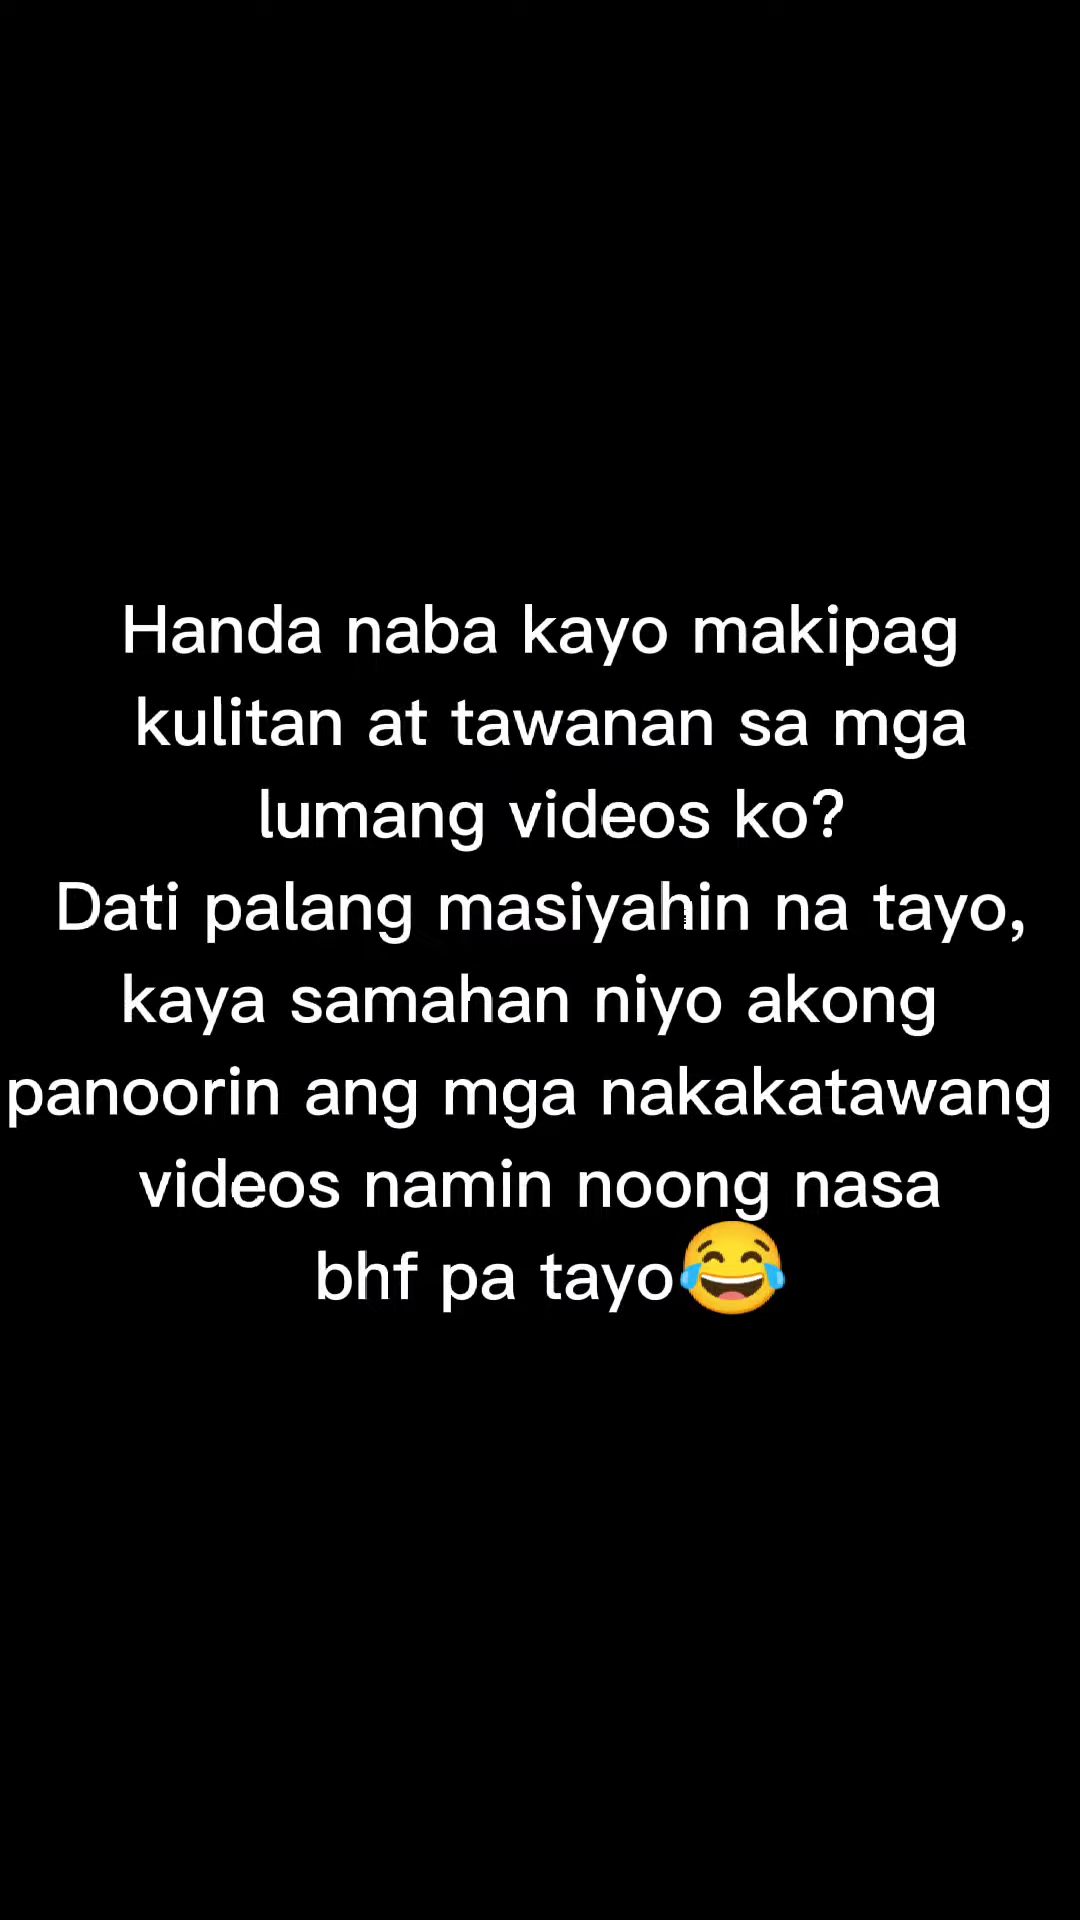 Handa naba kayo makipag
kulitan at tawanan sa mga
lumang videos ko?
Dati palang masiyahin na tayo,
kaya samahan niyo akong
panoorin ang mga nakakatawang
videos namin noong nasa
bhf pa tayo😂